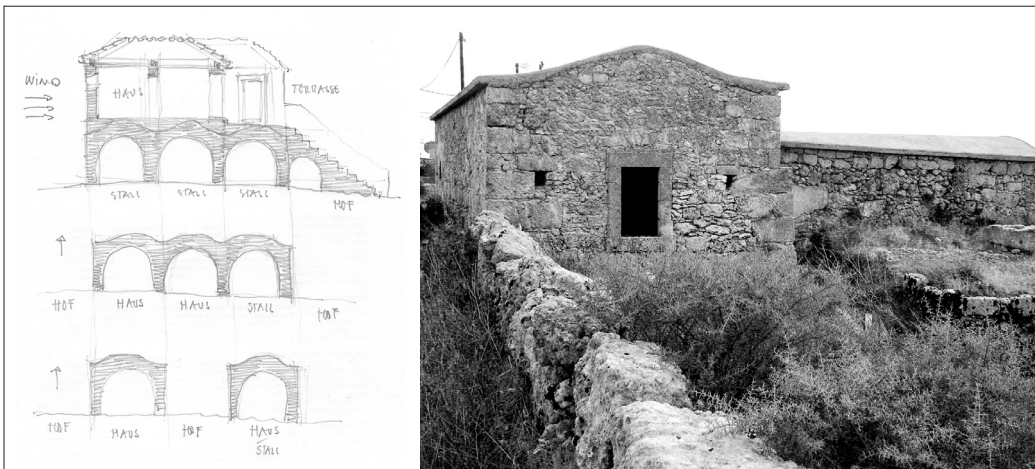 WIND
HAUS
TERRASSE
STALL STALL STALL
HOF
HOF HAUS HAUS STALL HOF
HOF HAUS HOF HAUS
STALL